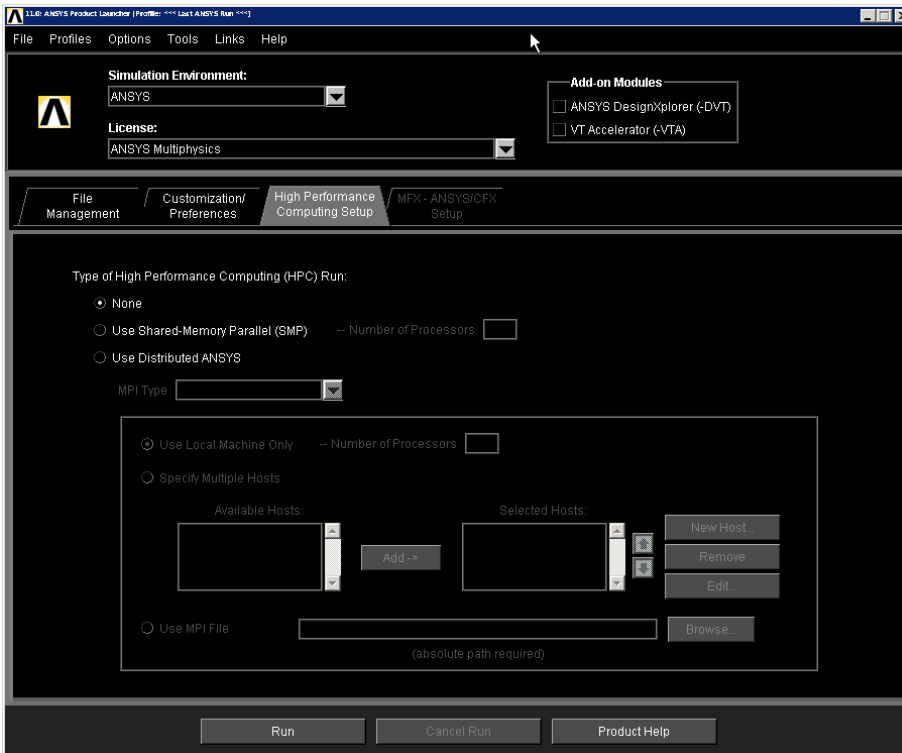 11.0: ANSYS Product Launcher [Profile: <<< Last ANSYS Run <<<]
File Profiles Options Tools Links Help
Simulation Environment:
ANSYS
License:
ANSYS Multiphysics
Add-on Modules
ANSYS DesignXplorer (-DVT)
VT Accelerator (-VTA)
File
Management
Customization/
Preferences
High Performance
Computing Setup
MFX - ANSYS/CFX
Setup
Type of High Performance Computing (HPC) Run:
None
Use Shared-Memory Parallel (SMP) -- Number of Processors
Use Distributed ANSYS
MPI Type
Use Local Machine Only -- Number of Processors
Specify Multiple Hosts
Available Hosts: Selected Hosts:
New Host...
Add ->
Remove
Edit...
Use MPI File
Browse...
(absolute path required)
Run Cancel Run Product Help